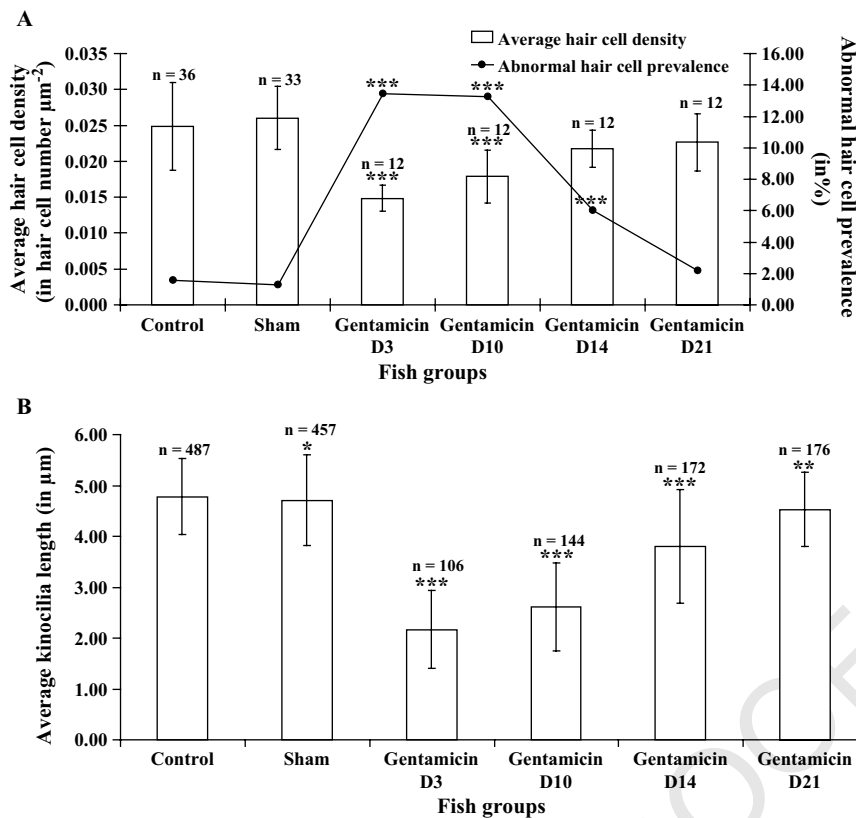 A
Average hair cell density
(in hair cell number µm⁻²)
0.035
0.030
0.025
0.020
0.015
0.010
0.005
0.000
n = 36
n = 33
***
***
n = 12
***
n = 12
***
n = 12
***
n = 12
Average hair cell density
Abnormal hair cell prevalence
16.00
14.00
12.00
10.00
8.00
6.00
4.00
2.00
0.00
Abnormal hair cell prevalence
(in%)
Control
Sham
Gentamicin
D3
Gentamicin
D10
Gentamicin
D14
Gentamicin
D21
Fish groups
B
Average kinocilia length (in µm)
6.00
5.00
4.00
3.00
2.00
1.00
0.00
n = 487
n = 457
*
n = 106
***
n = 144
***
n = 172
***
n = 176
**
Control
Sham
Gentamicin
D3
Gentamicin
D10
Gentamicin
D14
Gentamicin
D21
Fish groups